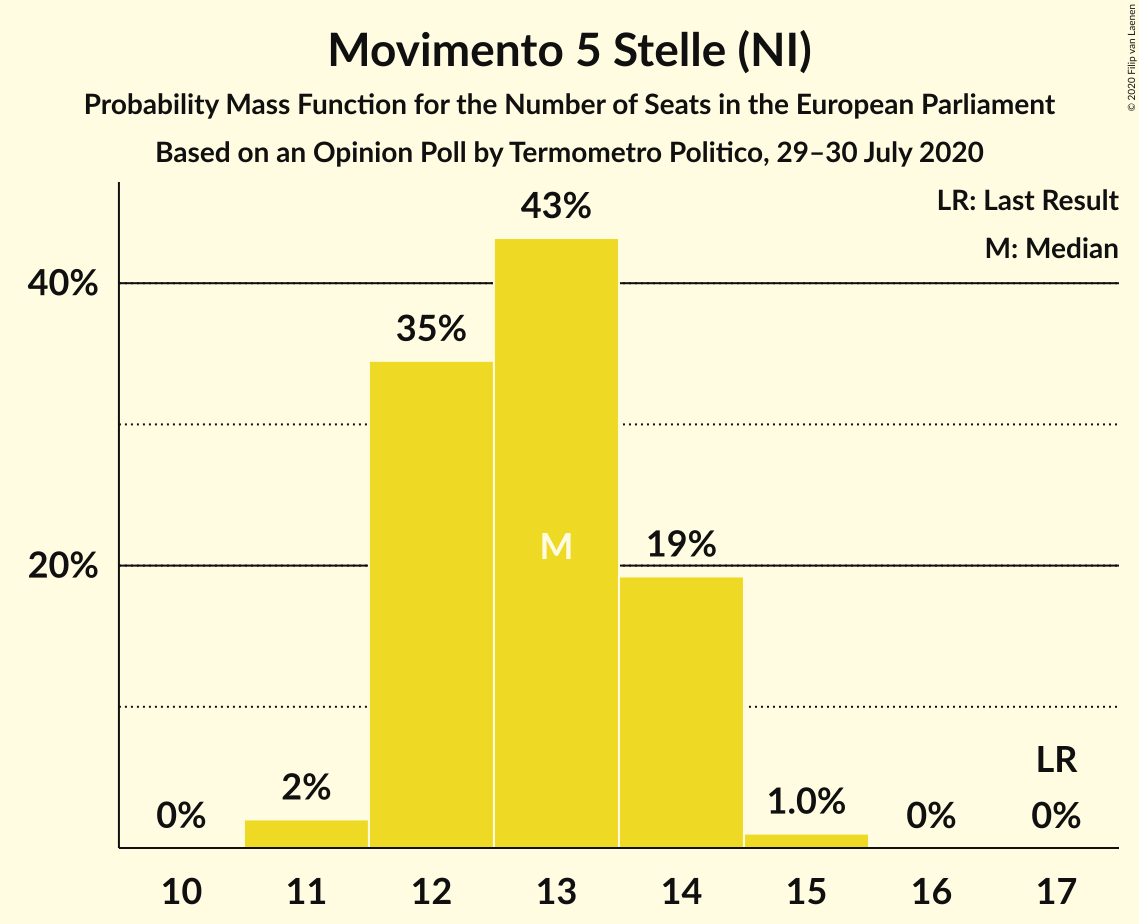 Movimento 5 Stelle (NI)
Probability Mass Function for the Number of Seats in the European Parliament
Based on an Opinion Poll by Termometro Politico, 29–30 July 2020
© 2020 Filip van Laenen
LR: Last Result
M: Median
43%
40%
35%
M
19%
20%
LR
2%
1.0%
0%
0%
0%
10 11 12 13 14 15 16 17